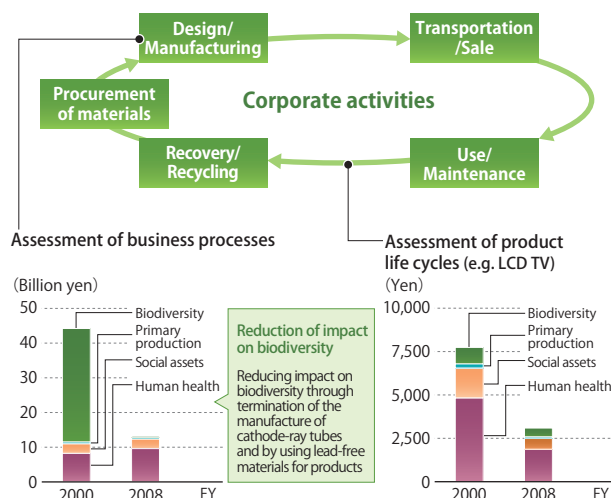 Design/
Manufacturing
Transportation
/Sale
Procurement
of materials
Corporate activities
Recovery/
Recycling
Use/
Maintenance
Assessment of business processes
Assessment of product
life cycles (e.g. LCD TV)
(Billion yen)
50
40
30
20
10
0
Biodiversity
Primary
production
Social assets
Human health
2000
2008
FY
Reduction of impact
on biodiversity
Reducing impact on
biodiversity through
termination of the
manufacture of
cathode-ray tubes
and by using lead-free
materials for products
(Yen)
10,000
7,500
5,000
2,500
0
Biodiversity
Primary
production
Social assets
Human health
2000
2008
FY